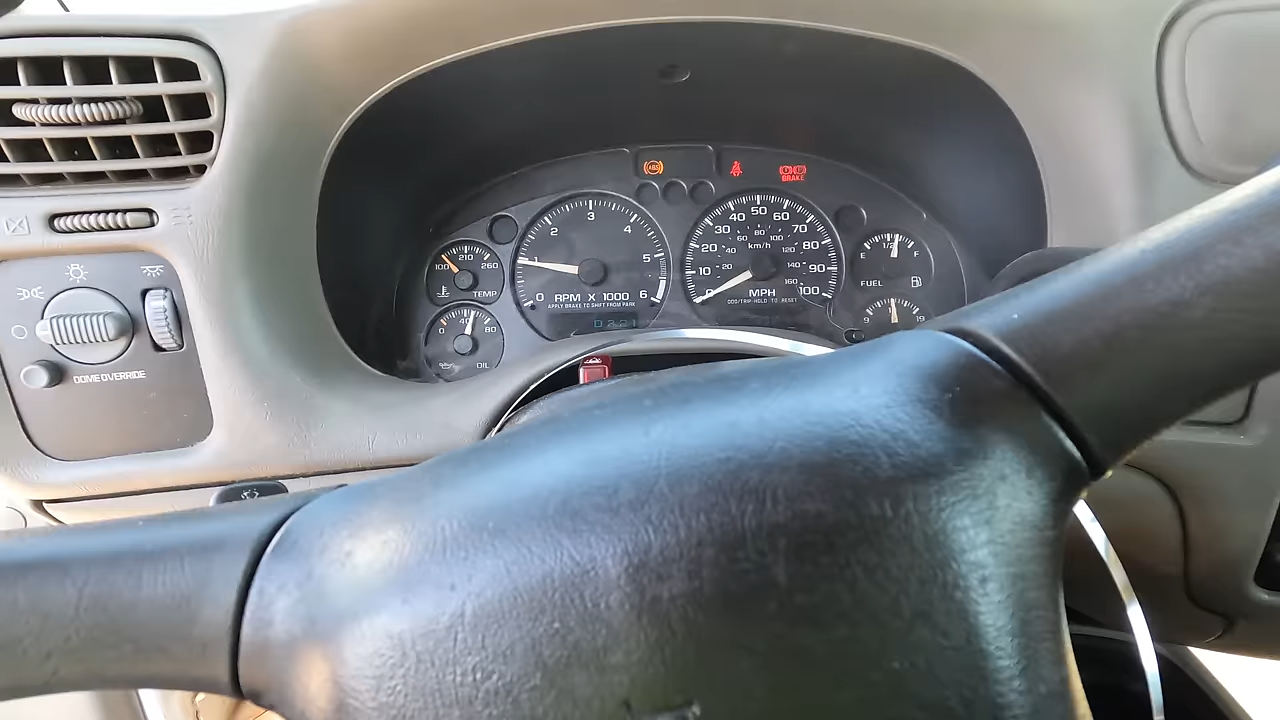 ABS
BRAKE
3
2 4
1 5
0 6
RPM X 1000
APPLY BRAKE TO SHIFT FROM PARK
40 50 60
30 70
20 80
10 90
0 100
60 80 100
km/h
40 120
20 140
160
MPH
ODO/TRIP-HOLD TO RESET
100 210 260
TEMP
0 40 80
OIL
E 1/2 F
FUEL
9 19
DOME OVERRIDE